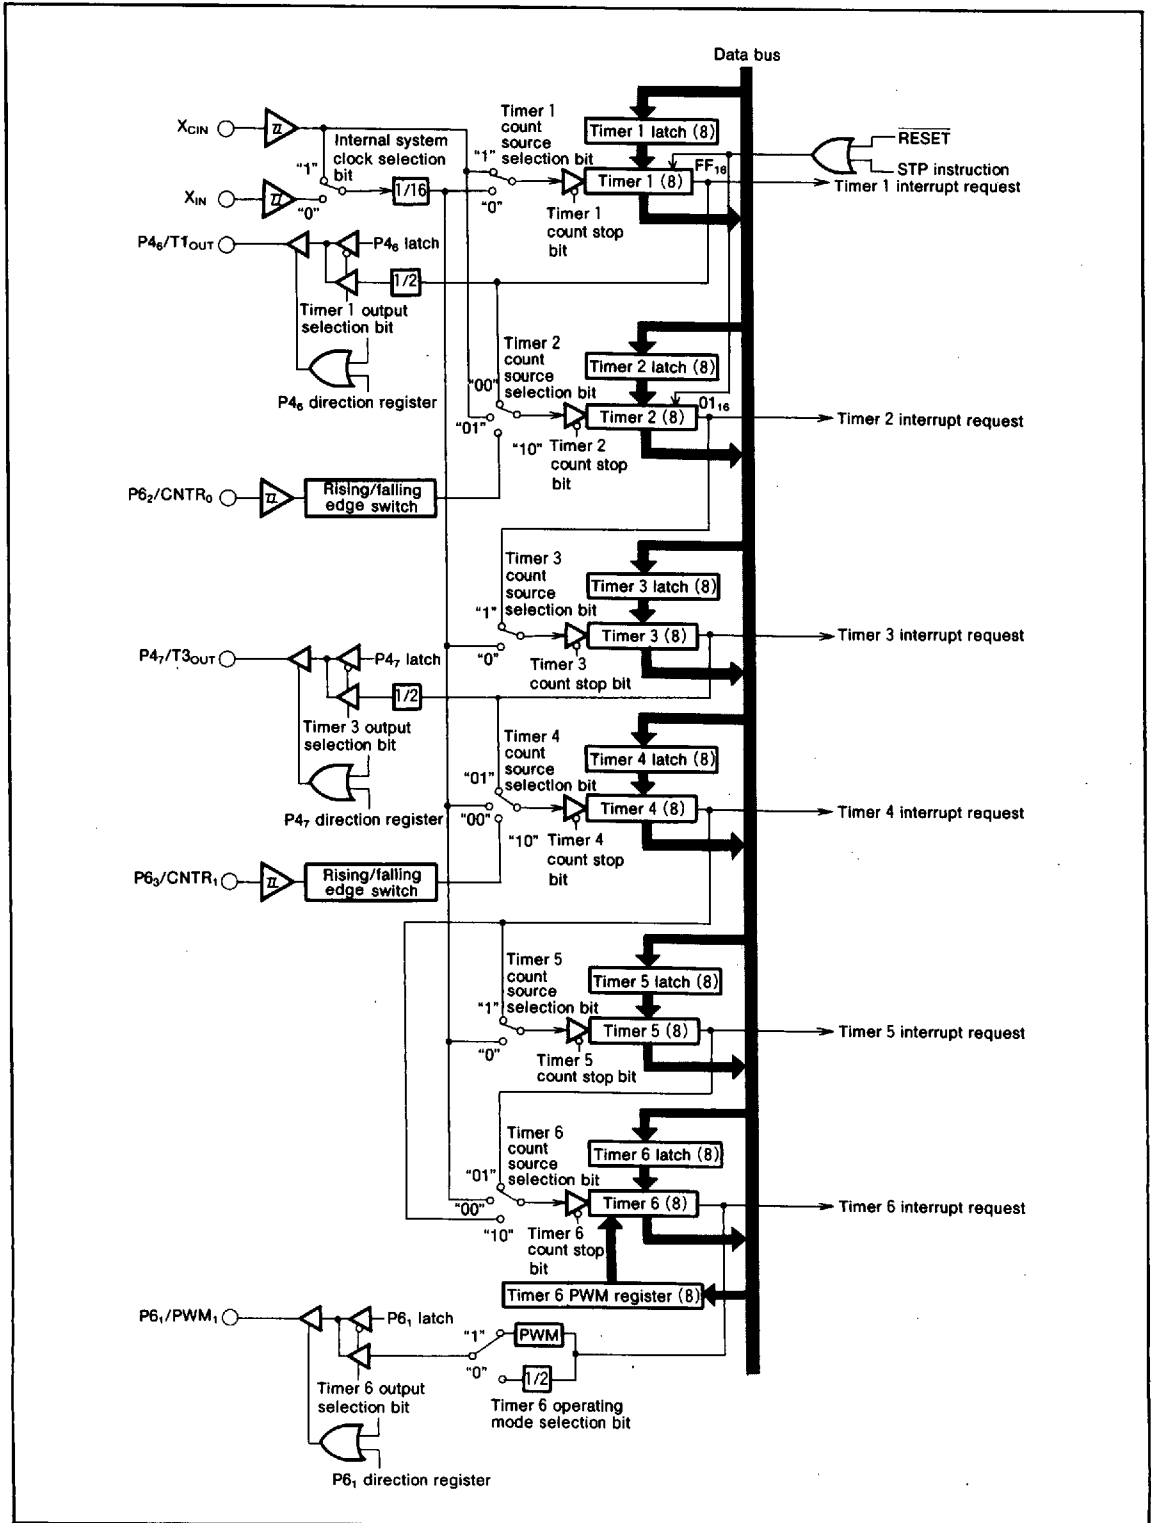 Data bus
XCIN
Internal system
clock selection
bit
"1"
"0"
XIN
1/16
Timer 1
count
source
selection bit
"1"
"0"
Timer 1 latch (8)
Timer 1 (8)
FF16
Timer 1
count stop
bit
RESET
STP instruction
Timer 1 interrupt request
P46/T1OUT
P46 latch
1/2
Timer 1 output
selection bit
P46 direction register
Timer 2
count
source
selection bit
"00"
"01"
"10"
Timer 2 latch (8)
Timer 2 (8)
0116
Timer 2
count stop
bit
Timer 2 interrupt request
P62/CNTR0
Rising/falling
edge switch
Timer 3
count
source
selection bit
"1"
"0"
Timer 3 latch (8)
Timer 3 (8)
Timer 3
count stop bit
Timer 3 interrupt request
P47/T3OUT
P47 latch
1/2
Timer 3 output
selection bit
P47 direction register
Timer 4
count
source
selection bit
"01"
"00"
"10"
Timer 4 latch (8)
Timer 4 (8)
Timer 4
count stop
bit
Timer 4 interrupt request
P63/CNTR1
Rising/falling
edge switch
Timer 5
count
source
selection bit
"1"
"0"
Timer 5 latch (8)
Timer 5 (8)
Timer 5
count stop bit
Timer 5 interrupt request
Timer 6
count
source
selection bit
"01"
"00"
"10"
Timer 6 latch (8)
Timer 6 (8)
Timer 6
count stop
bit
Timer 6 interrupt request
Timer 6 PWM register (8)
P61/PWM1
P61 latch
"1"
PWM
"0"
1/2
Timer 6 output
selection bit
Timer 6 operating
mode selection bit
P61 direction register